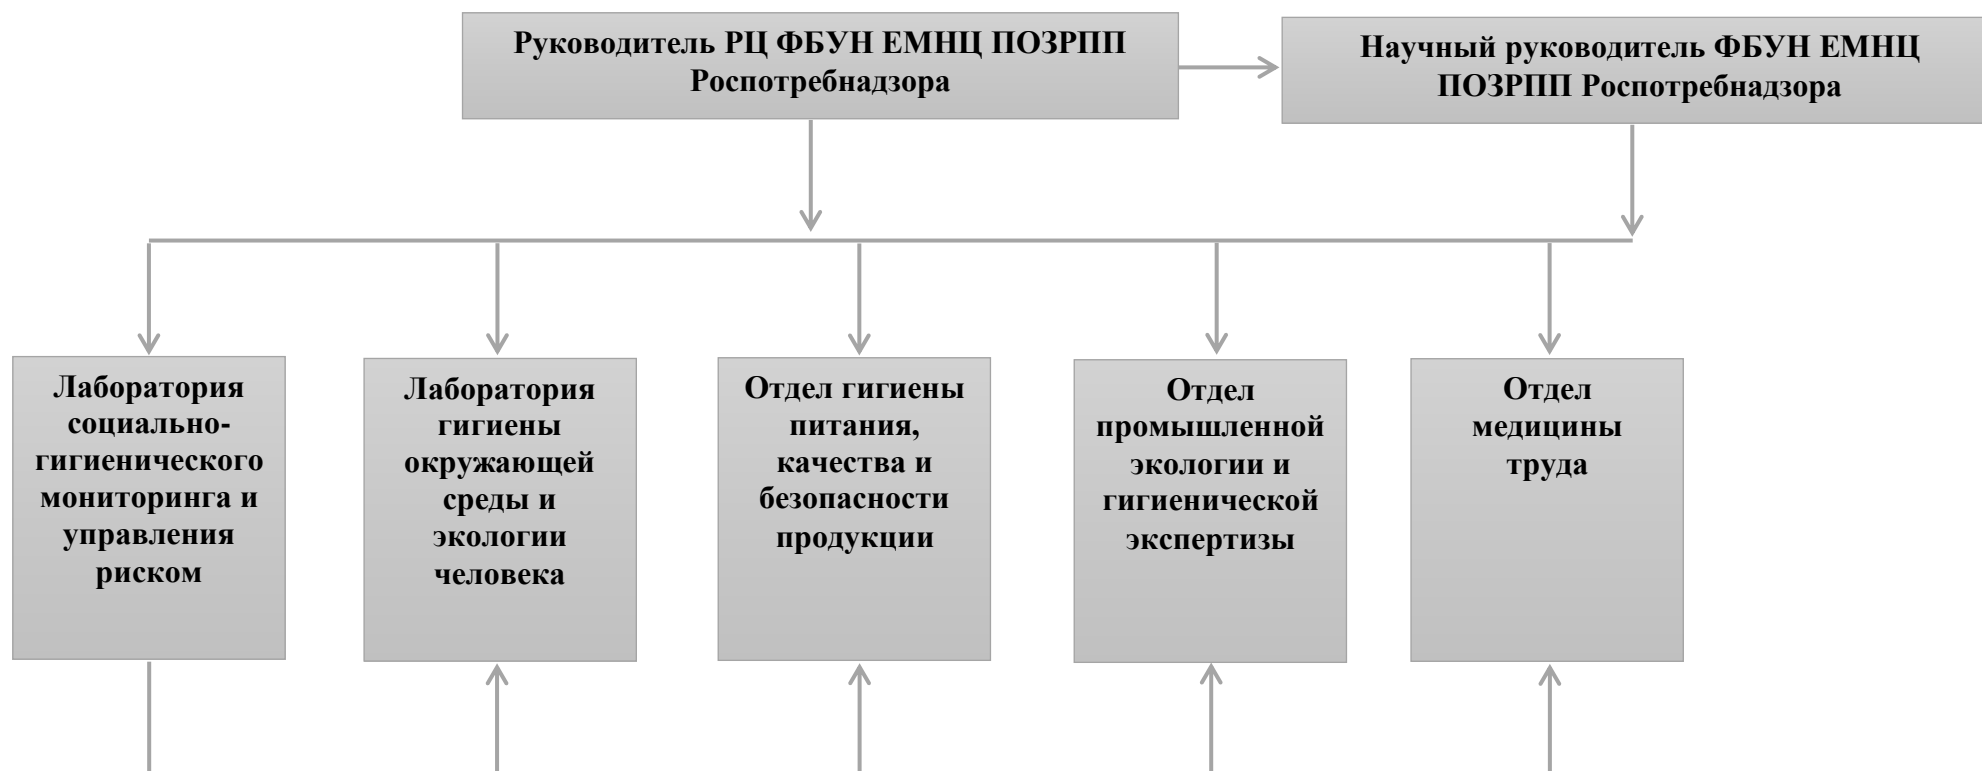 Руководитель РЦ ФБУН ЕМНЦ ПОЗРПП
Роспотребнадзора
Научный руководитель ФБУН ЕМНЦ
ПОЗРПП Роспотребнадзора
Лаборатория
социально-
гигиенического
мониторинга и
управления
риском
Лаборатория
гигиены
окружающей
среды и
экологии
человека
Отдел гигиены
питания,
качества и
безопасности
продукции
Отдел
промышленной
экологии и
гигиенической
экспертизы
Отдел
медицины
труда